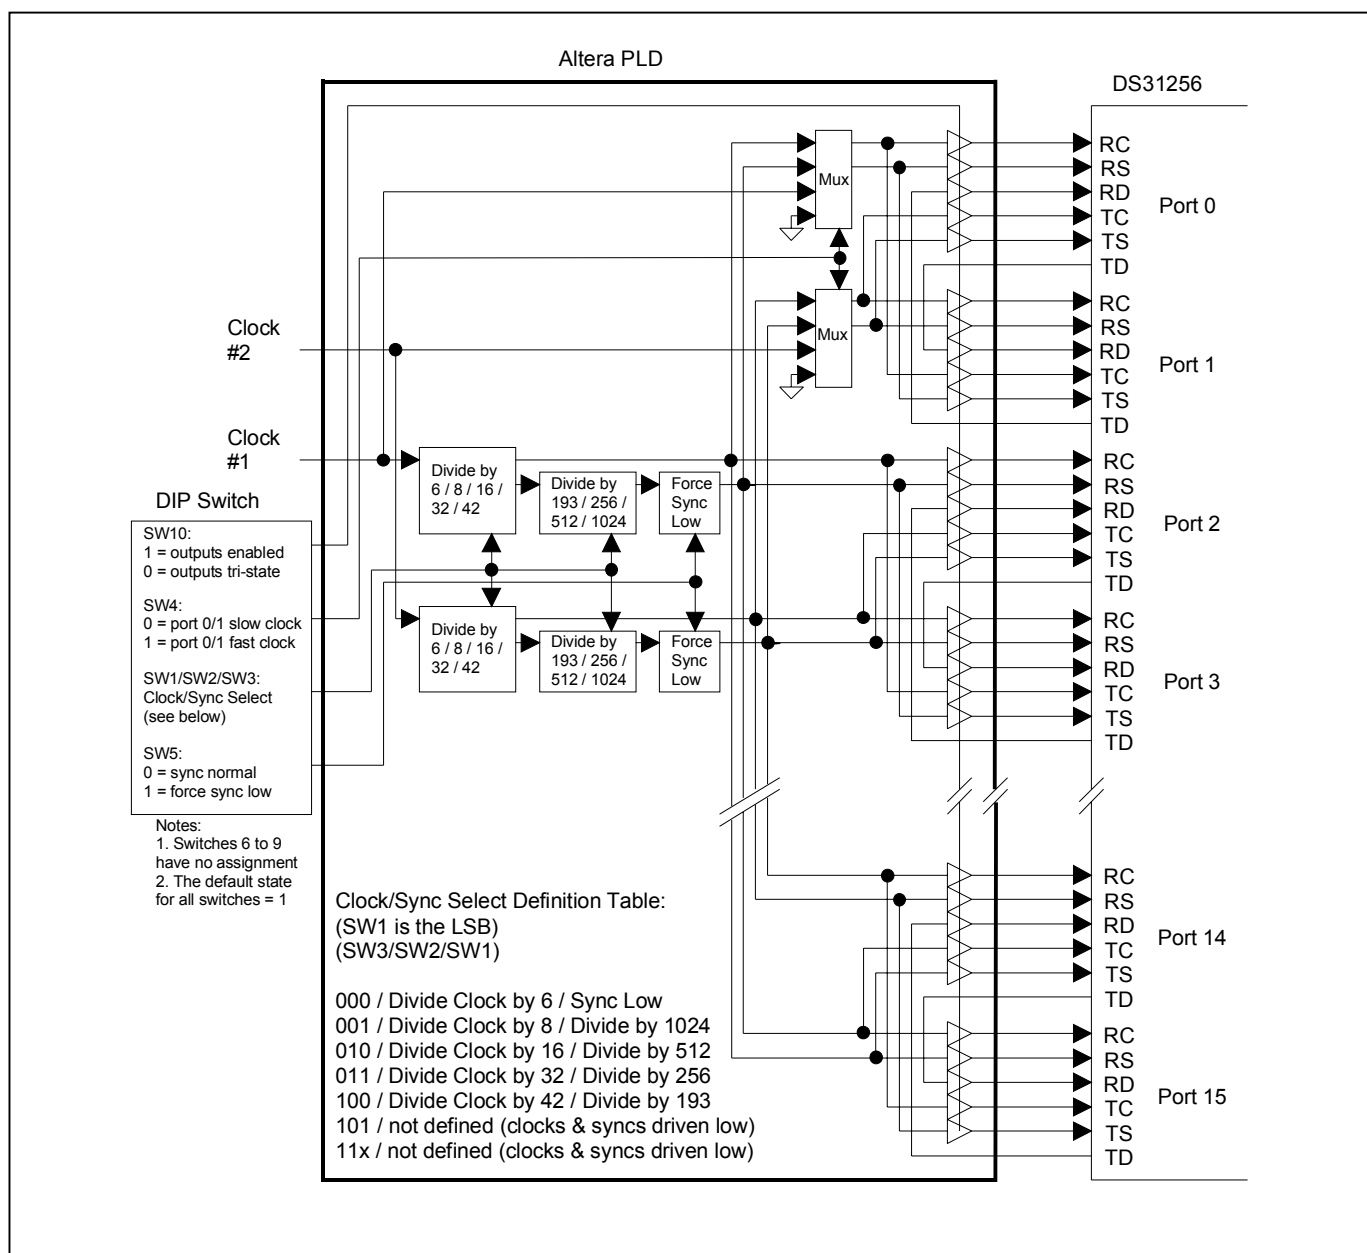 Altera PLD
DS31256
Mux
Mux
RC
RS
RD
TC
TS
TD
Port 0
RC
RS
RD
TC
TS
TD
Port 1
Clock
#2
Clock
#1
Divide by
6 / 8 / 16 /
32 / 42
Divide by
193 / 256 /
512 / 1024
Force
Sync
Low
RC
RS
RD
TC
TS
TD
Port 2
Divide by
6 / 8 / 16 /
32 / 42
Divide by
193 / 256 /
512 / 1024
Force
Sync
Low
RC
RS
RD
TC
TS
TD
Port 3
DIP Switch
SW10:
1 = outputs enabled
0 = outputs tri-state
SW4:
0 = port 0/1 slow clock
1 = port 0/1 fast clock
SW1/SW2/SW3:
Clock/Sync Select
(see below)
SW5:
0 = sync normal
1 = force sync low
Notes:
1. Switches 6 to 9
have no assignment
2. The default state
for all switches = 1
Clock/Sync Select Definition Table:
(SW1 is the LSB)
(SW3/SW2/SW1)
000 / Divide Clock by 6 / Sync Low
001 / Divide Clock by 8 / Divide by 1024
010 / Divide Clock by 16 / Divide by 512
011 / Divide Clock by 32 / Divide by 256
100 / Divide Clock by 42 / Divide by 193
101 / not defined (clocks & syncs driven low)
11x / not defined (clocks & syncs driven low)
RC
RS
RD
TC
TS
TD
Port 14
RC
RS
RD
TC
TS
TD
Port 15